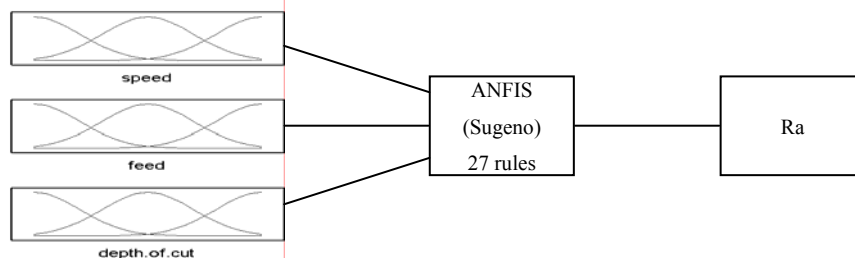 speed
feed
depth.of.cut
ANFIS
(Sugeno)
27 rules
Ra